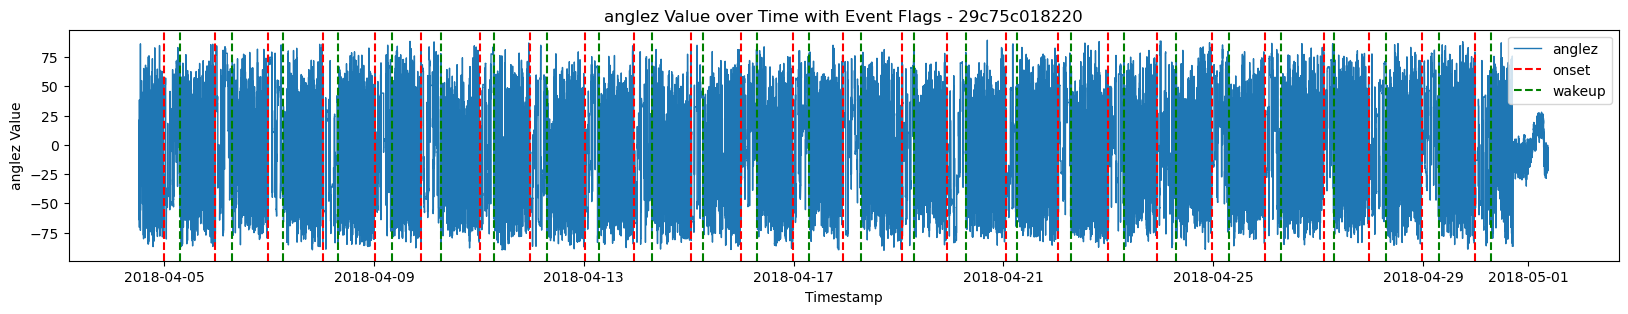 anglez Value over Time with Event Flags - 29c75c018220
anglez Value
75
50
25
0
−25
−50
−75
anglez
onset
wakeup
2018-04-05
2018-04-09
2018-04-13
2018-04-17
2018-04-21
2018-04-25
2018-04-29
2018-05-01
Timestamp